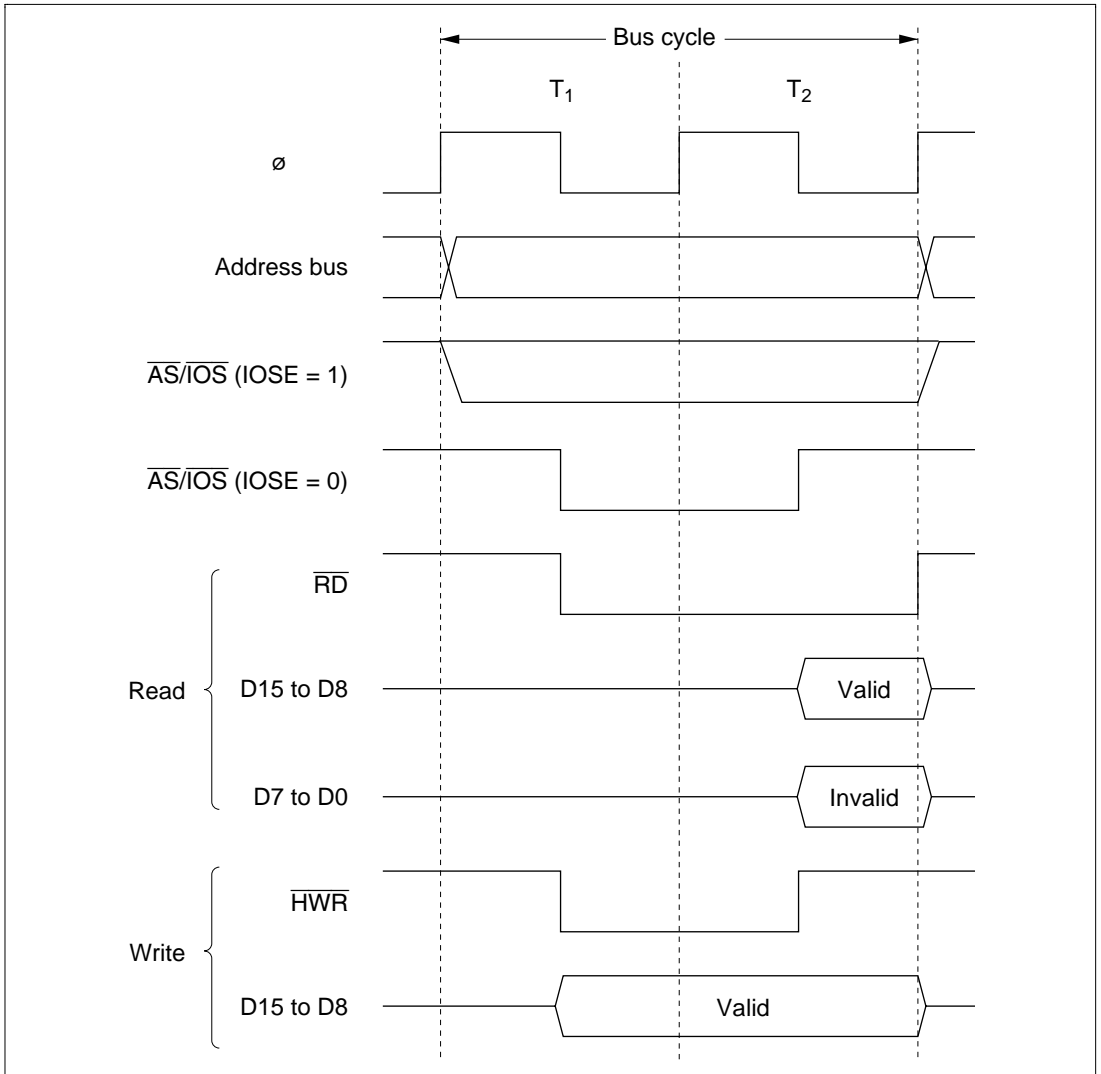 Bus cycle
T1 T2
ø
Address bus
AS/IOS (IOSE = 1)
AS/IOS (IOSE = 0)
RD
Read
D15 to D8 Valid
D7 to D0 Invalid
HWR
Write
D15 to D8 Valid